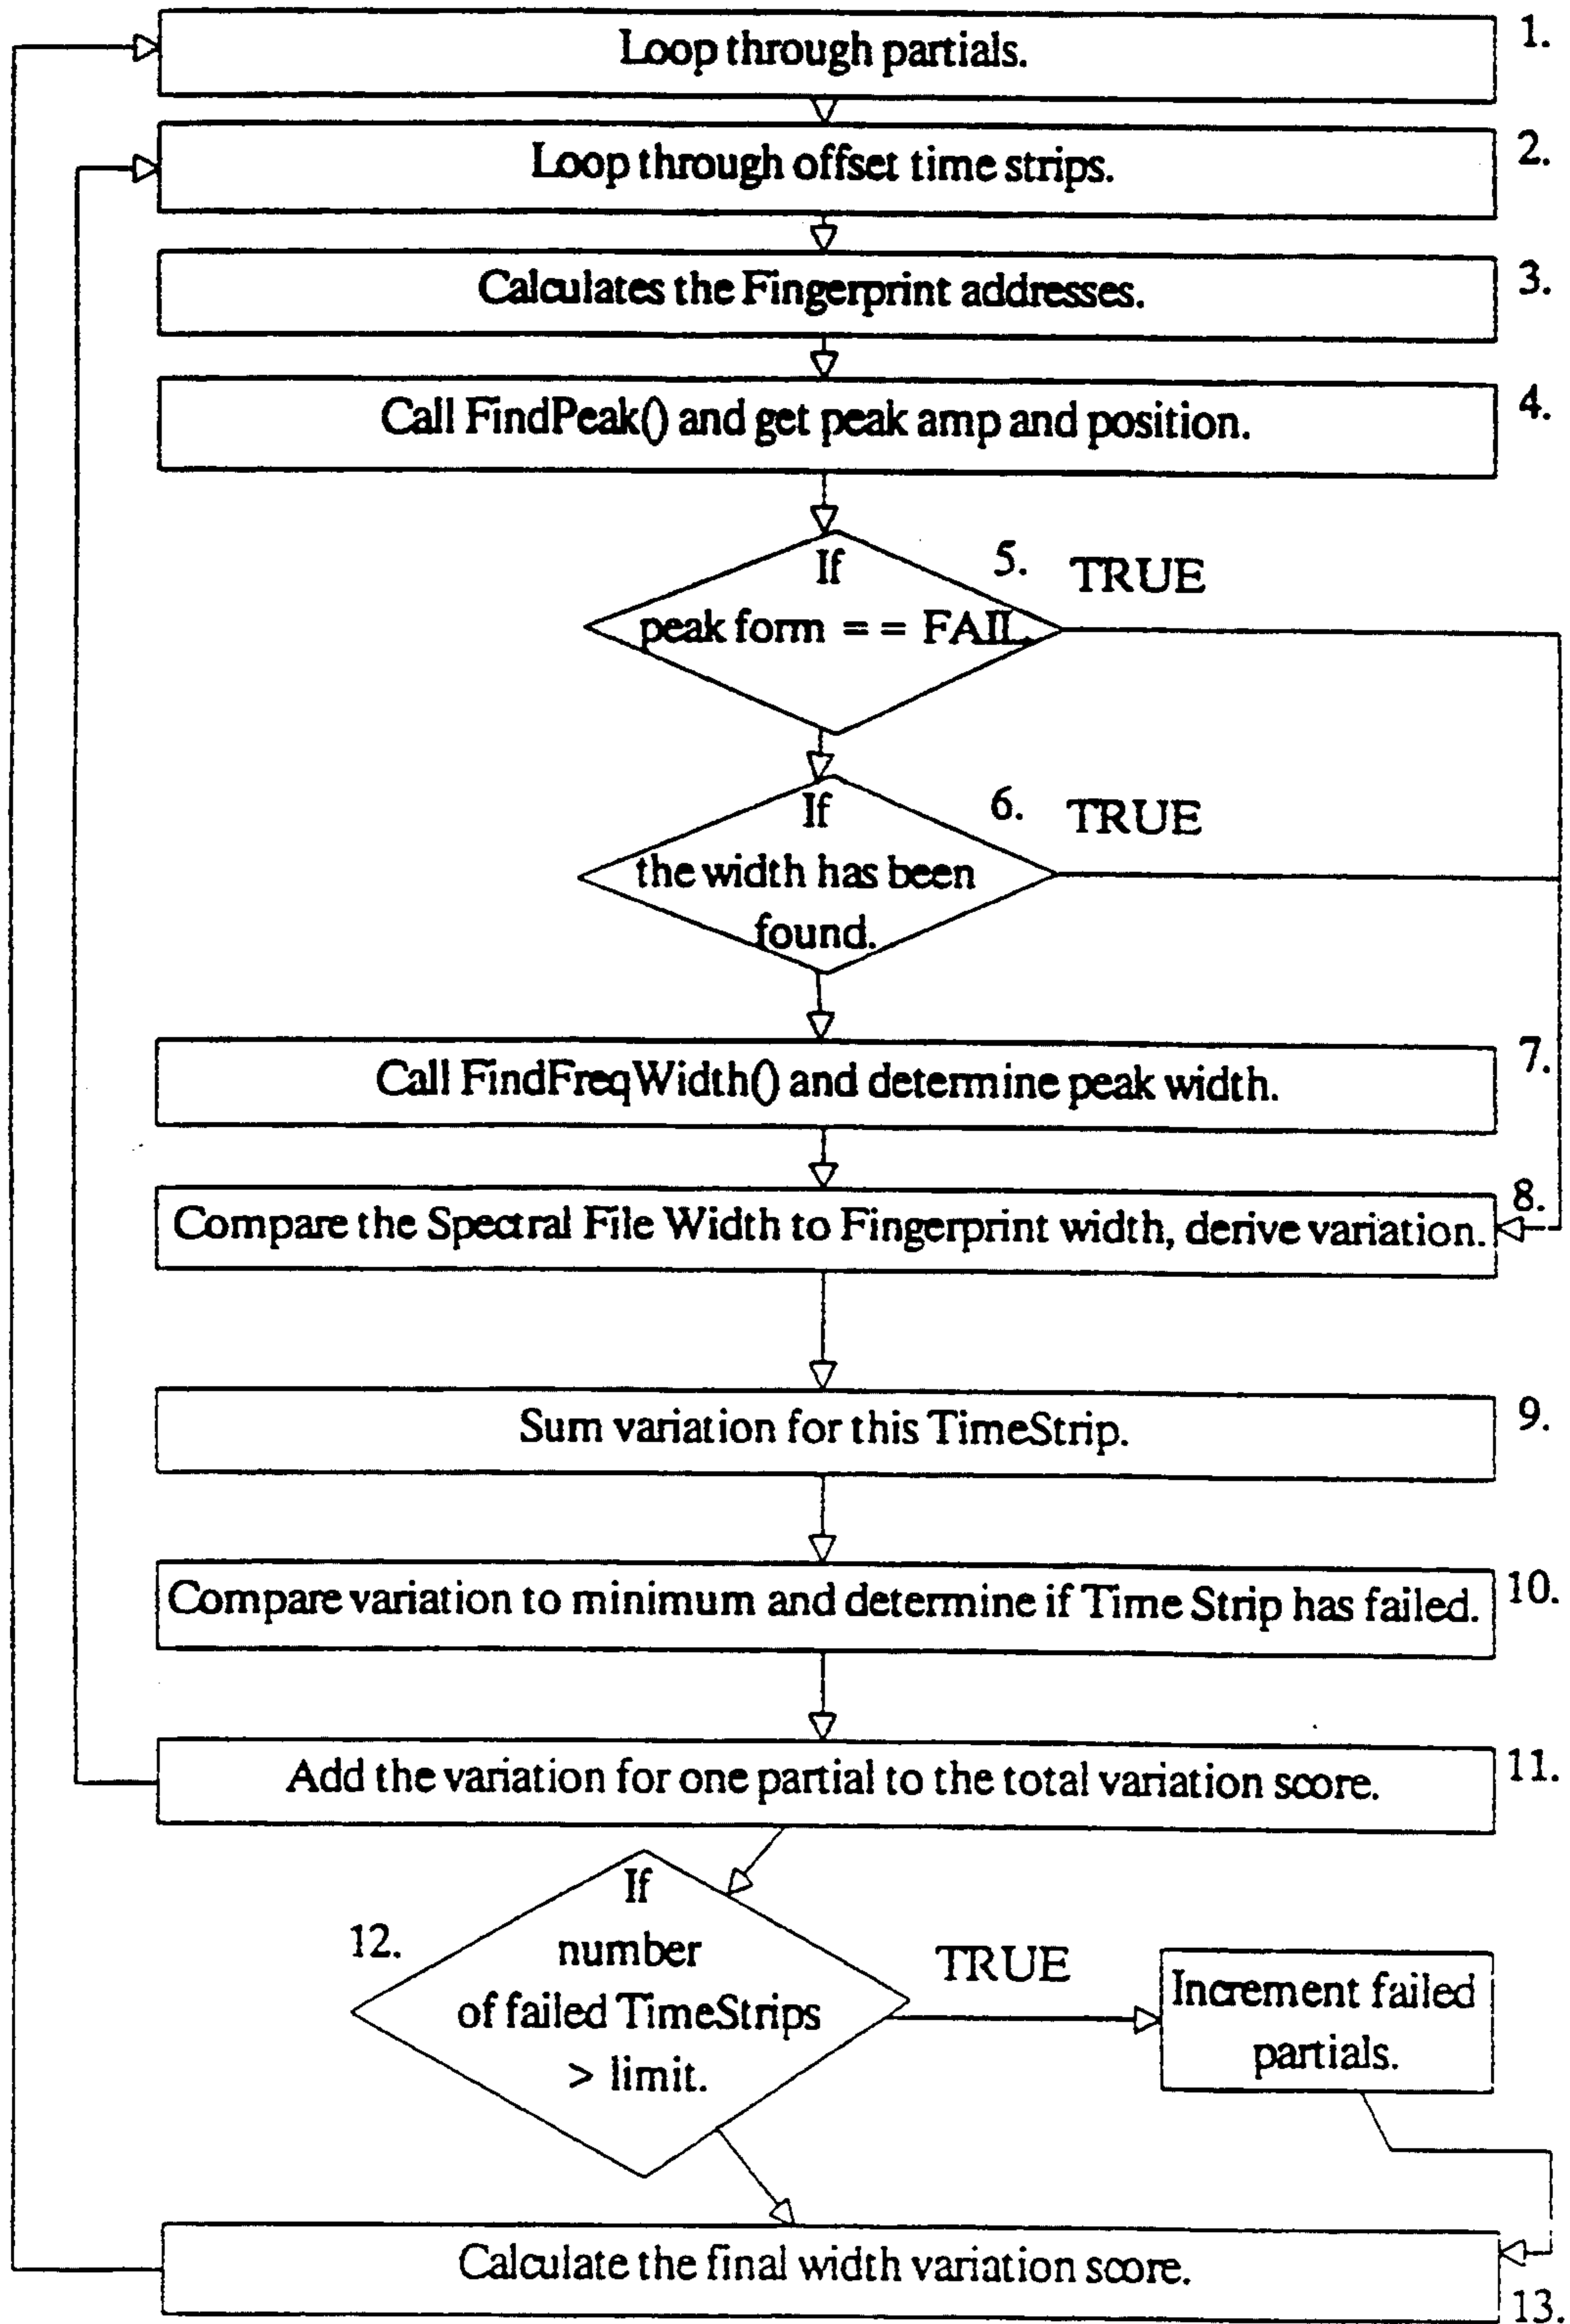 Loop through partials.
1.
Loop through offset time strips.
2.
Calculates the Fingerprint addresses.
3.
Call FindPeak() and get peak amp and position.
4.
If
peak form = = FAIL.
5.
TRUE
If
the width has been
found.
6.
TRUE
Call FindFreqWidth() and determine peak width.
7.
Compare the Spectral File Width to Fingerprint width, derive variation.
8.
Sum variation for this TimeStrip.
9.
Compare variation to minimum and determine if Time Strip has failed.
10.
Add the variation for one partial to the total variation score.
11.
12.
If
number
of failed TimeStrips
> limit.
TRUE
Increment failed
partials.
Calculate the final width variation score.
13.